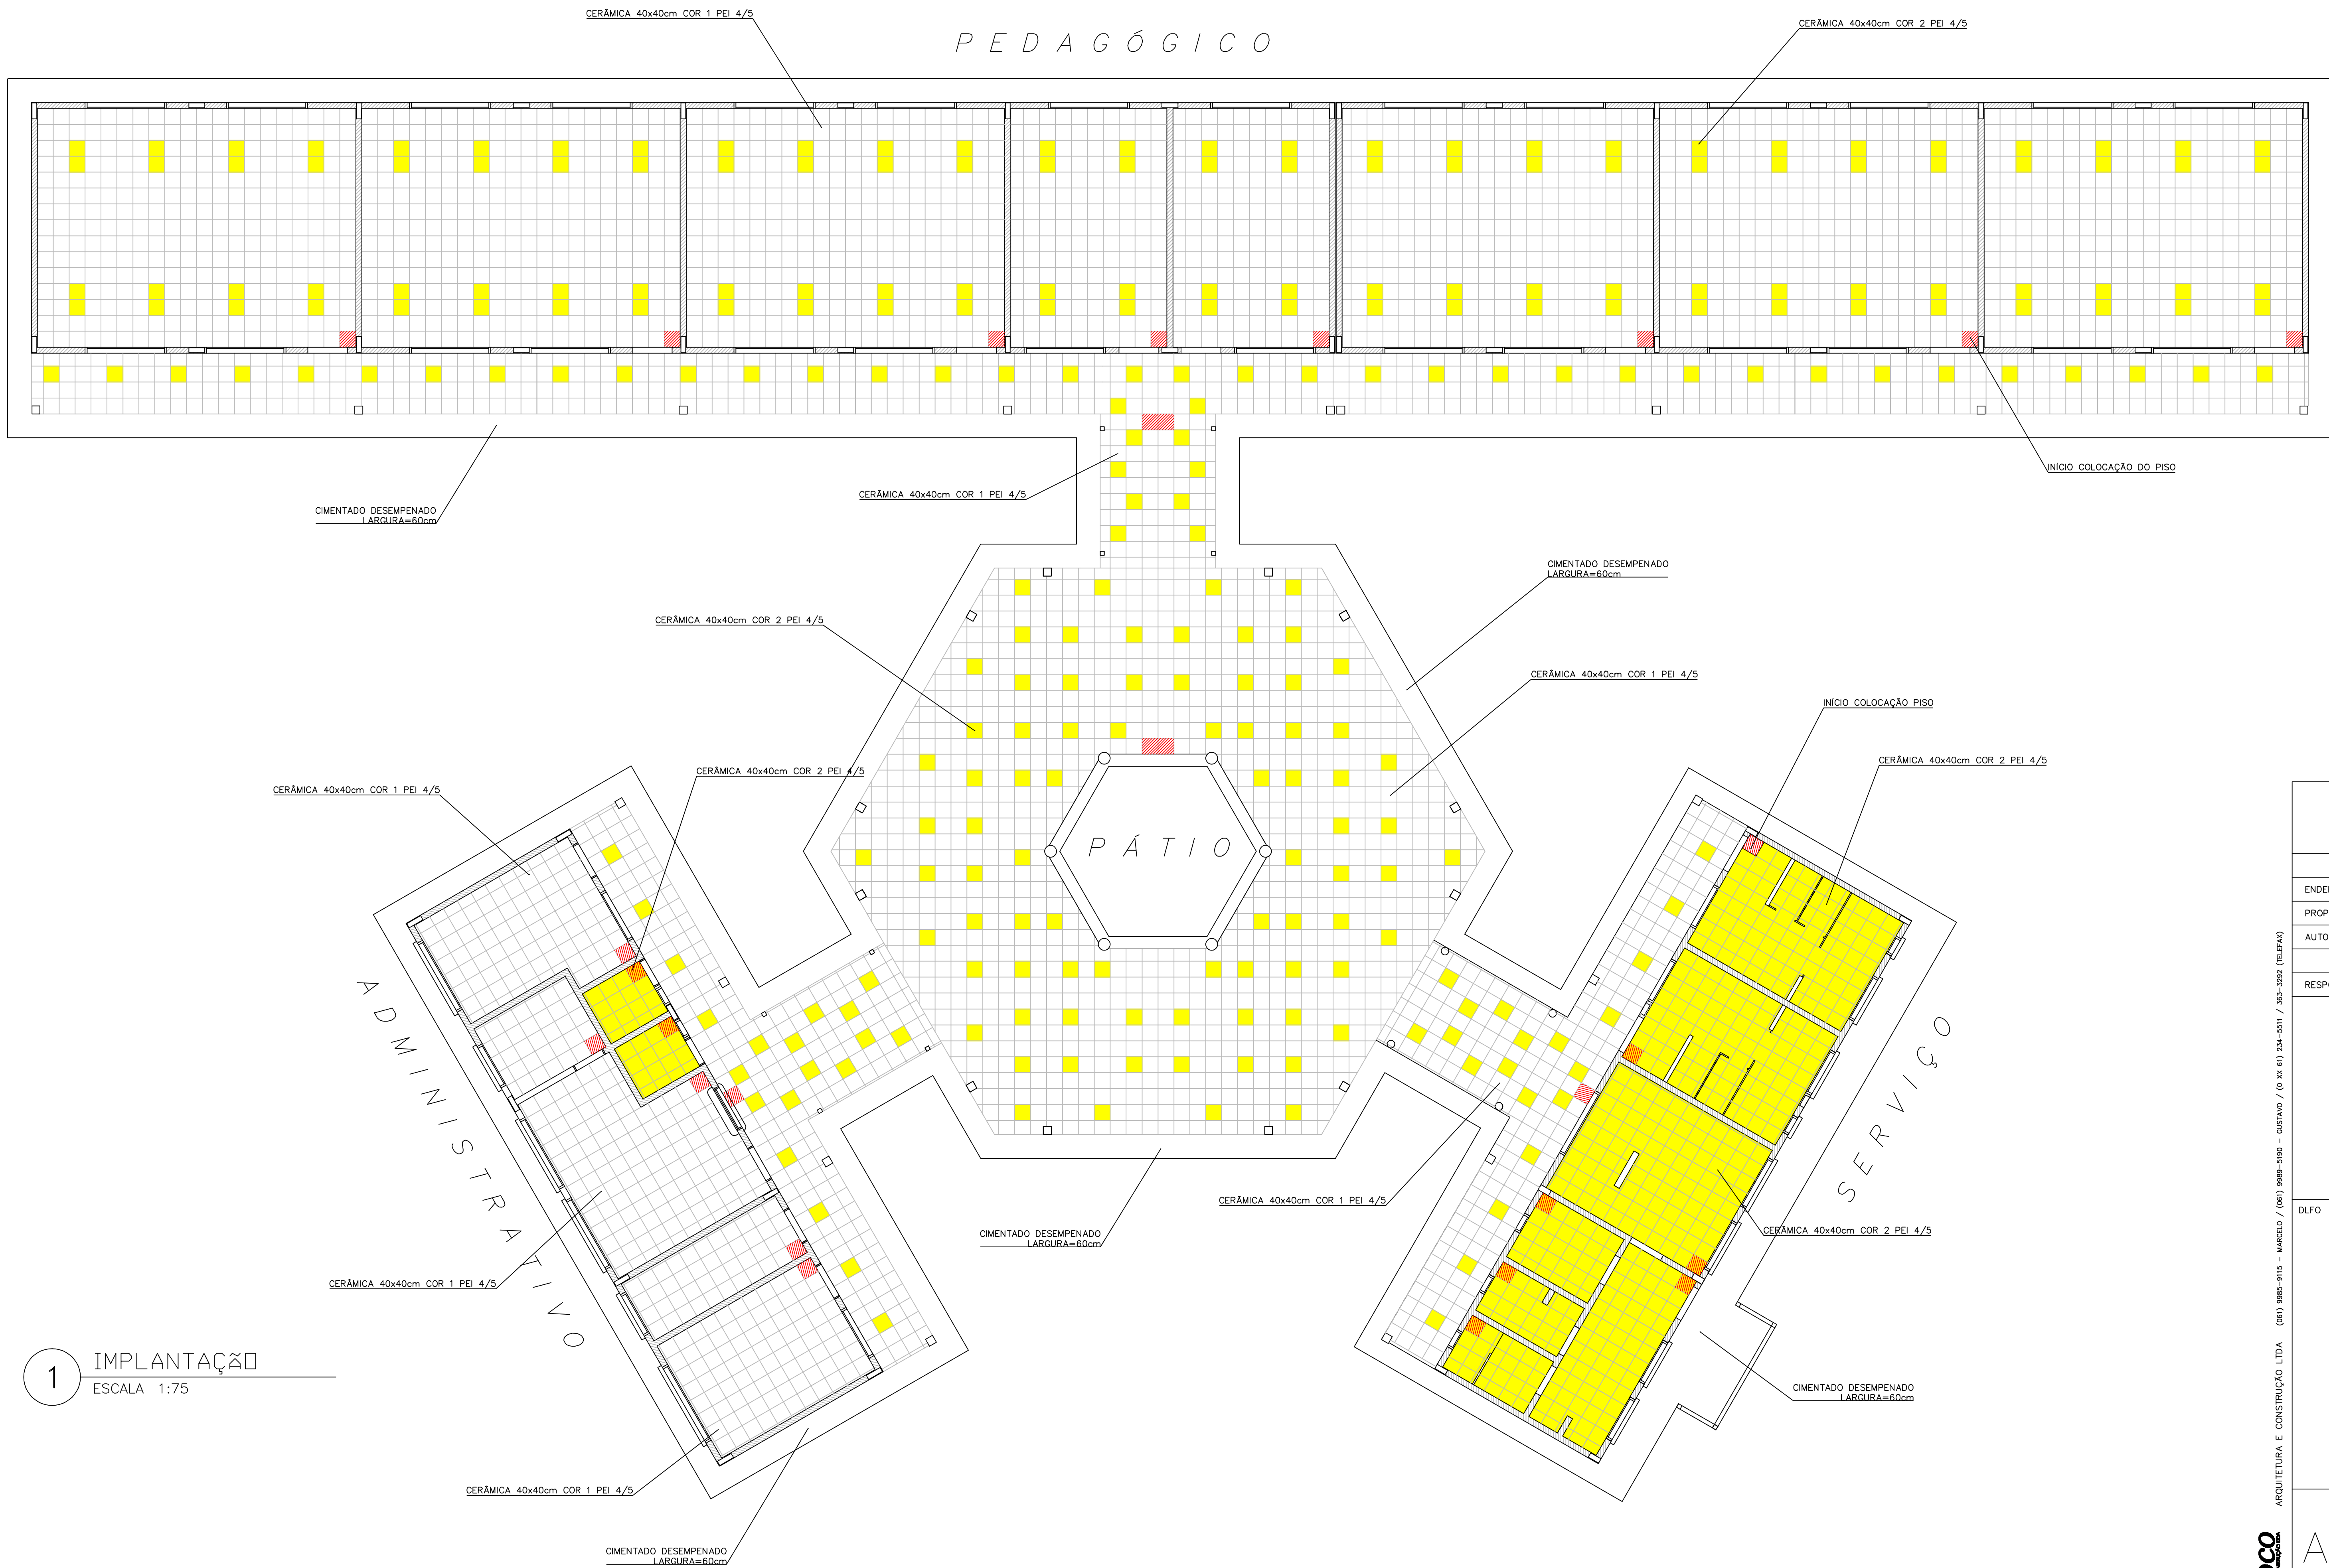 CERÂMICA 40x40cm COR 1 PEI 4/5
CERÂMICA 40x40cm COR 2 PEI 4/5
PEDAGÓGICO
CIMENTADO DESEMPENADO
LARGURA=60cm
CERÂMICA 40x40cm COR 1 PEI 4/5
INÍCIO COLOCAÇÃO DO PISO
CIMENTADO DESEMPENADO
LARGURA=60cm
CERÂMICA 40x40cm COR 2 PEI 4/5
CERÂMICA 40x40cm COR 1 PEI 4/5
INÍCIO COLOCAÇÃO PISO
CERÂMICA 40x40cm COR 2 PEI 4/5
CERÂMICA 40x40cm COR 2 PEI 4/5
CERÂMICA 40x40cm COR 1 PEI 4/5
PÁTIO
ADMINISTRATIVO
SERVIÇO
CERÂMICA 40x40cm COR 1 PEI 4/5
CIMENTADO DESEMPENADO
LARGURA=60cm
CERÂMICA 40x40cm COR 2 PEI 4/5
CERÂMICA 40x40cm COR 1 PEI 4/5
1
IMPLANTAÇÃO
ESCALA 1:75
CIMENTADO DESEMPENADO
LARGURA=60cm
CERÂMICA 40x40cm COR 1 PEI 4/5
CIMENTADO DESEMPENADO
LARGURA=60cm
ENDE
PROP
AUTO
RESP
DLFO
A
ARQUITETURA E CONSTRUÇÃO LTDA (061) 9985-9115 - MARCELO / (061) 9989-5190 - GUSTAVO / (0 XX 61) 234-5511 / 363-3292 (TELEFAX)